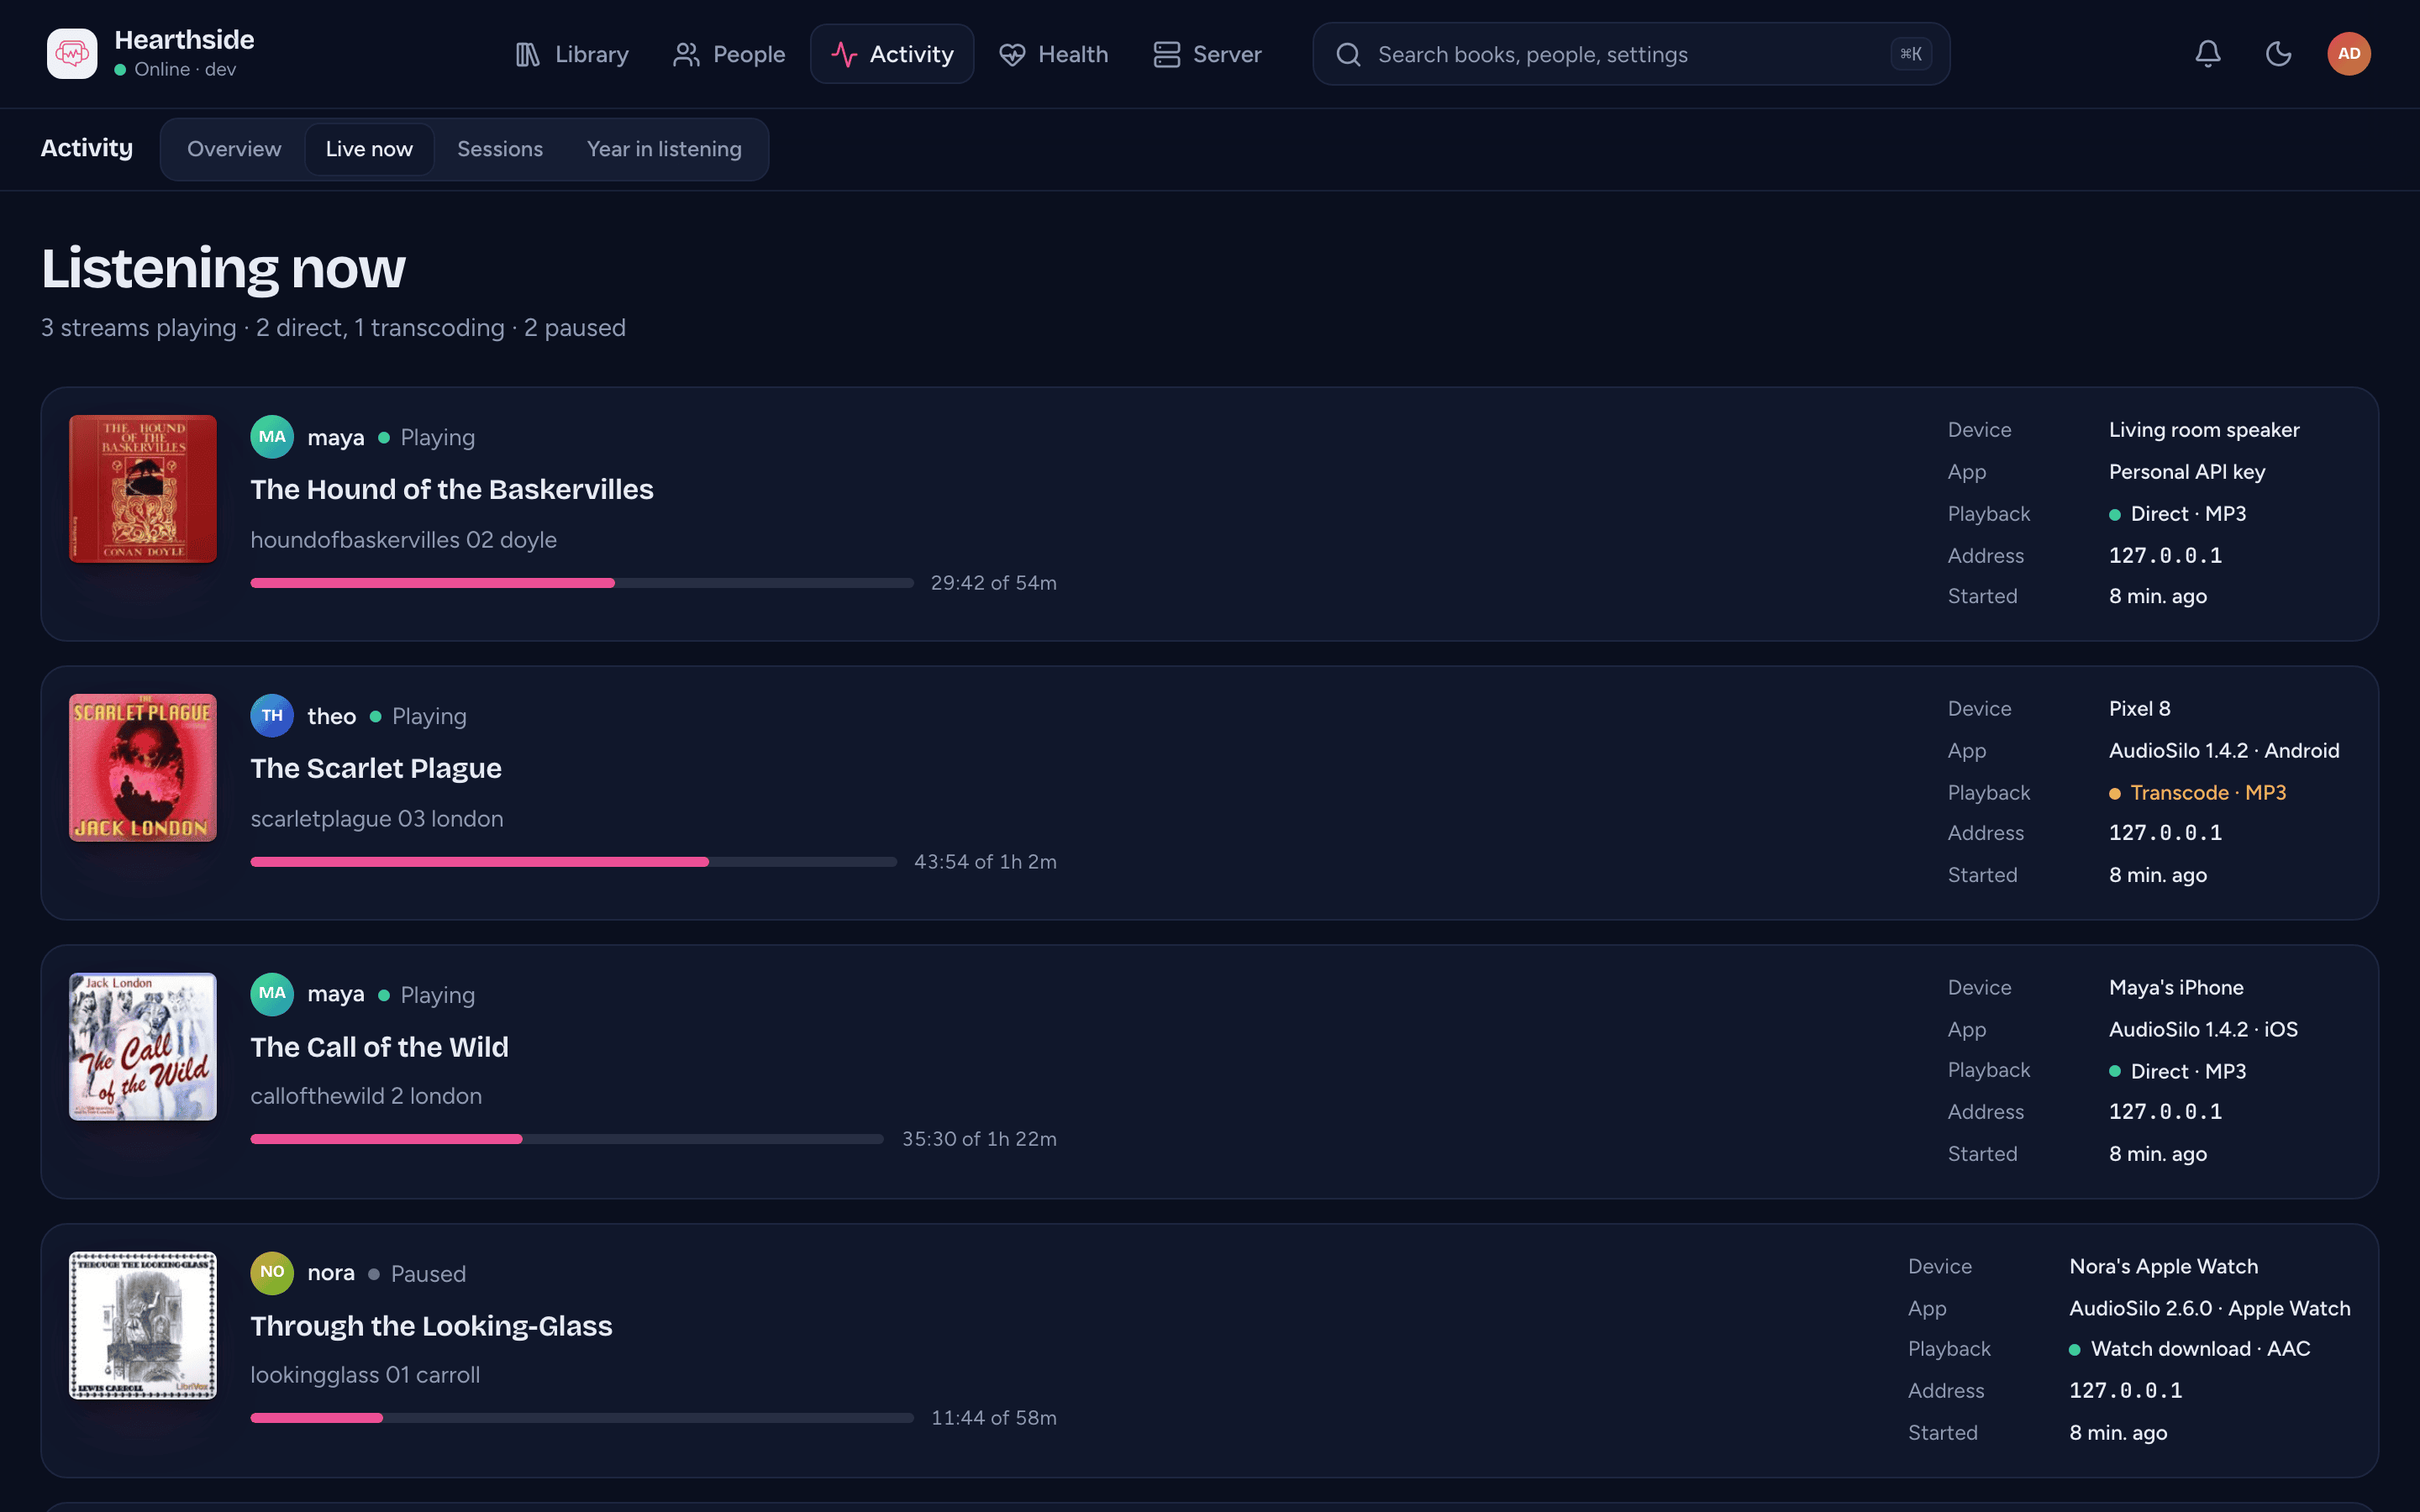 Hearthside
Online · dev
Library
People
Activity
Health
Server
Search books, people, settings
⌘K
AD
Activity
Overview
Live now
Sessions
Year in listening
Listening now
3 streams playing · 2 direct, 1 transcoding · 2 paused
THE HOUND
OF THE
BASKERVILLES
CONAN DOYLE
MA maya Playing
The Hound of the Baskervilles
houndofbaskervilles 02 doyle
29:42 of 54m
Device Living room speaker
App Personal API key
Playback Direct · MP3
Address 127.0.0.1
Started 8 min. ago
THE
SCARLET PLAGUE
JACK LONDON
TH theo Playing
The Scarlet Plague
scarletplague 03 london
43:54 of 1h 2m
Device Pixel 8
App AudioSilo 1.4.2 · Android
Playback Transcode · MP3
Address 127.0.0.1
Started 8 min. ago
Jack London
The Call
of the Wild
MA maya Playing
The Call of the Wild
callofthewild 2 london
35:30 of 1h 22m
Device Maya's iPhone
App AudioSilo 1.4.2 · iOS
Playback Direct · MP3
Address 127.0.0.1
Started 8 min. ago
THROUGH THE LOOKING-GLASS
LEWIS CARROLL
LibriVox
NO nora Paused
Through the Looking-Glass
lookingglass 01 carroll
11:44 of 58m
Device Nora's Apple Watch
App AudioSilo 2.6.0 · Apple Watch
Playback Watch download · AAC
Address 127.0.0.1
Started 8 min. ago